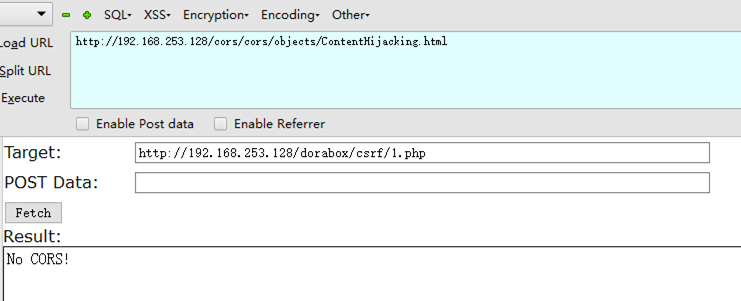 SQL▾ XSS▾ Encryption▾ Encoding▾ Other▾
Load URL http://192.168.253.128/cors/cors/objects/ContentHijacking.html
Split URL
Execute
Enable Post data Enable Referrer
Target: http://192.168.253.128/dorabox/csrf/1.php
POST Data:
Fetch
Result:
No CORS!